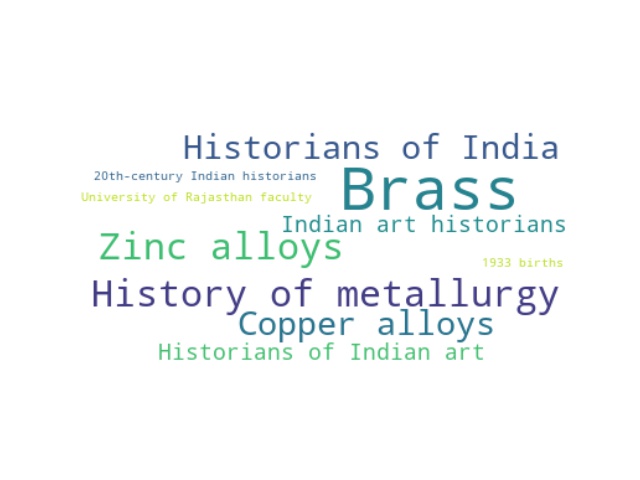 Historians of India
20th-century Indian historians
Brass
University of Rajasthan faculty
Indian art historians
Zinc alloys
1933 births
History of metallurgy
Copper alloys
Historians of Indian art